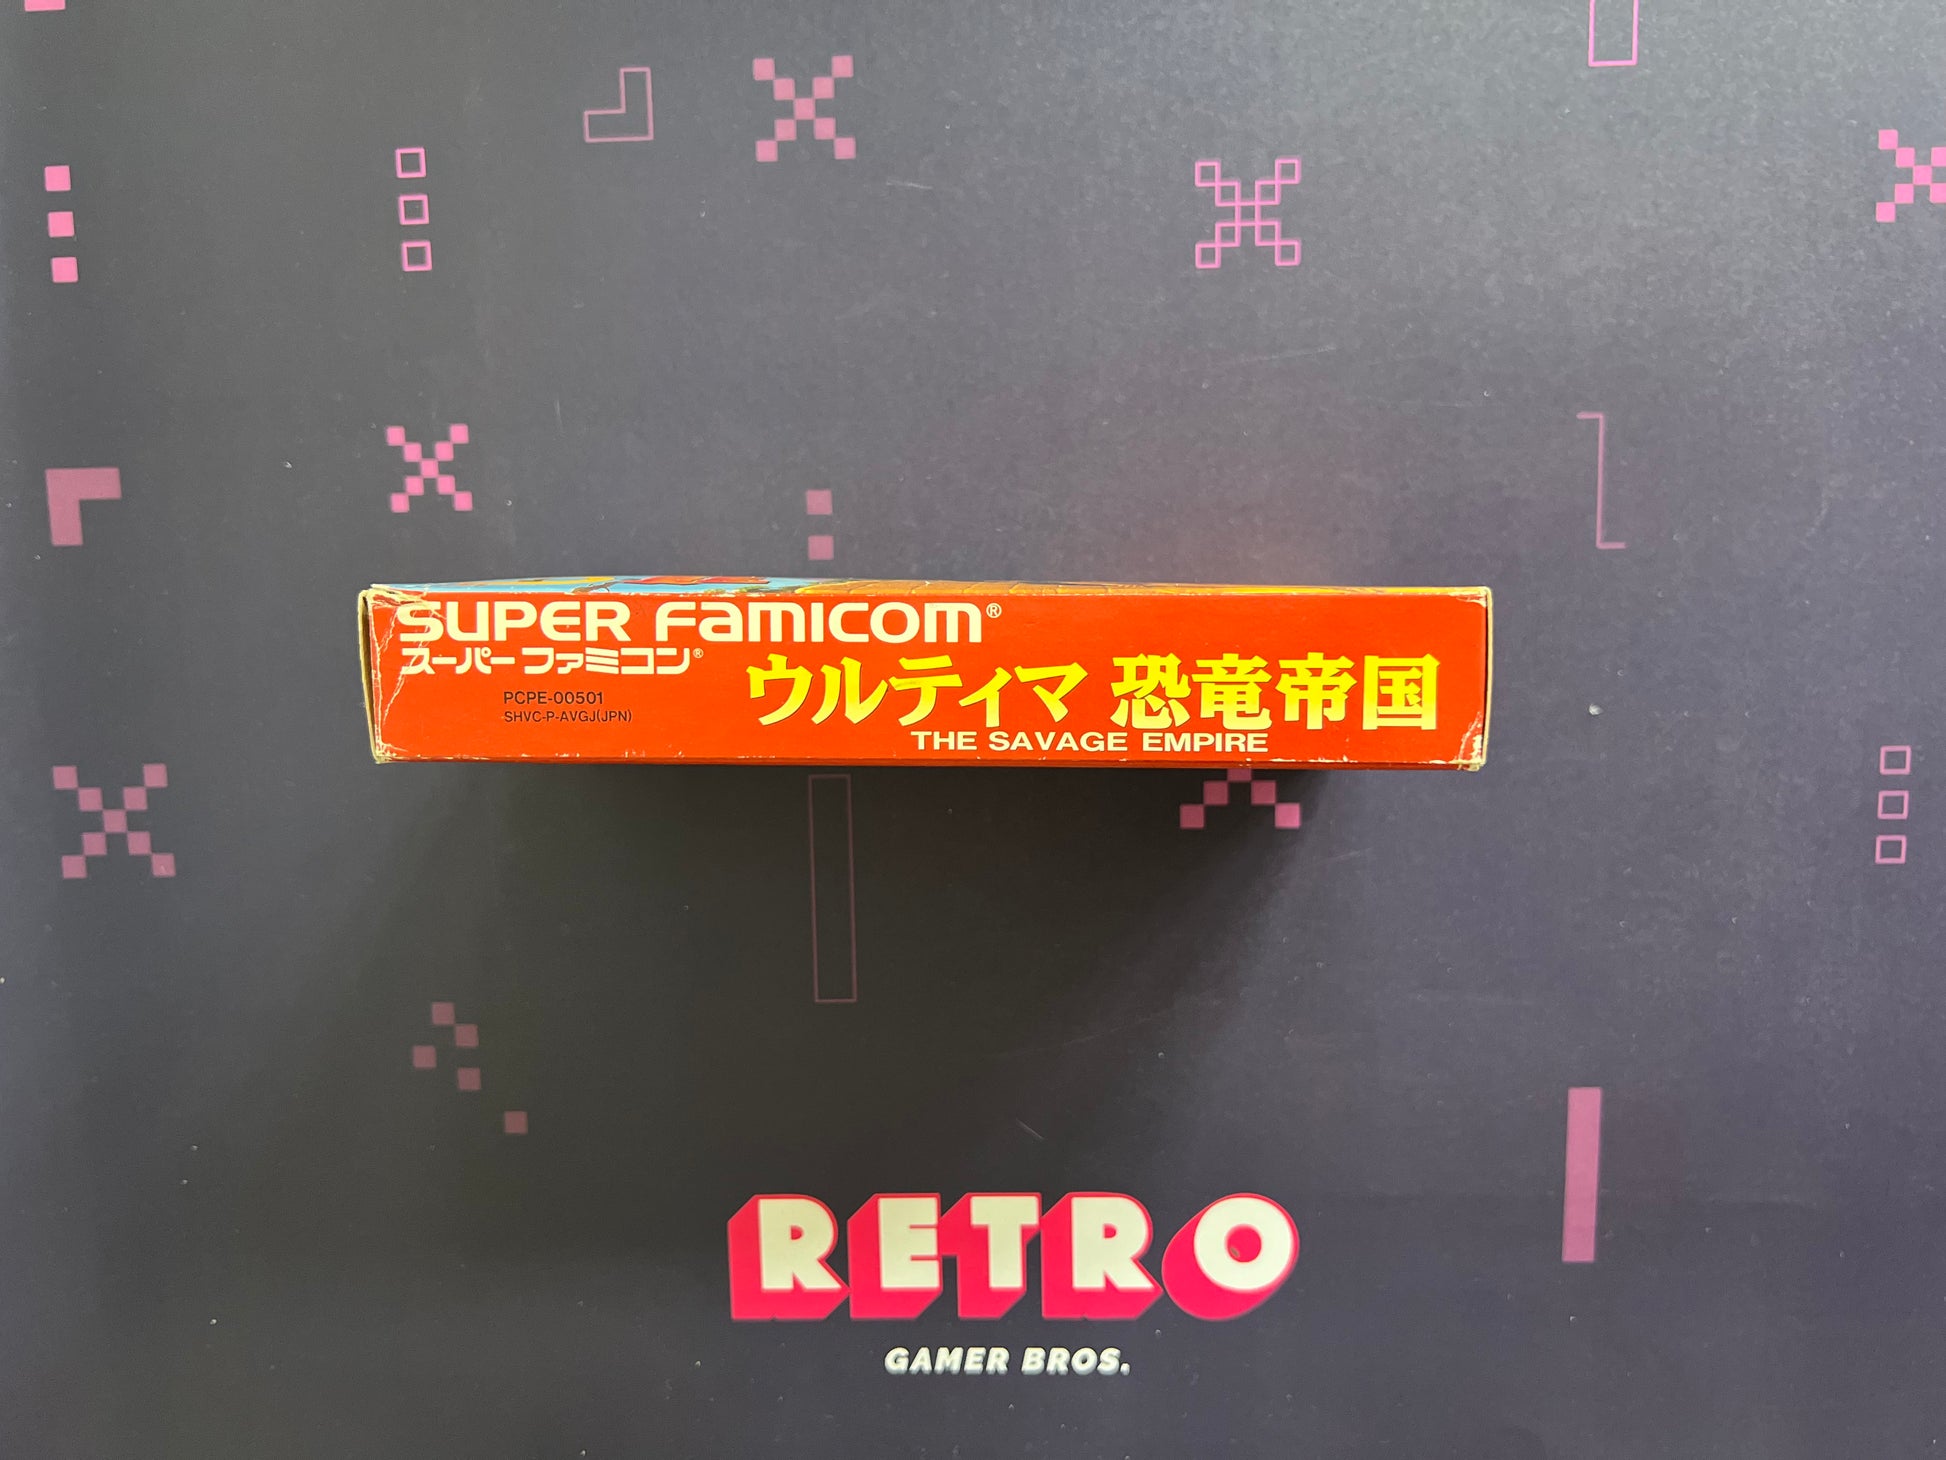 SUPER FAMICOM®
スーパーファミコン®
PCPE-00501
SHVC-P-AVGJ(JPN)
ウルティマ 恐竜帝国
THE SAVAGE EMPIRE
RETRO
GAMER BROS.